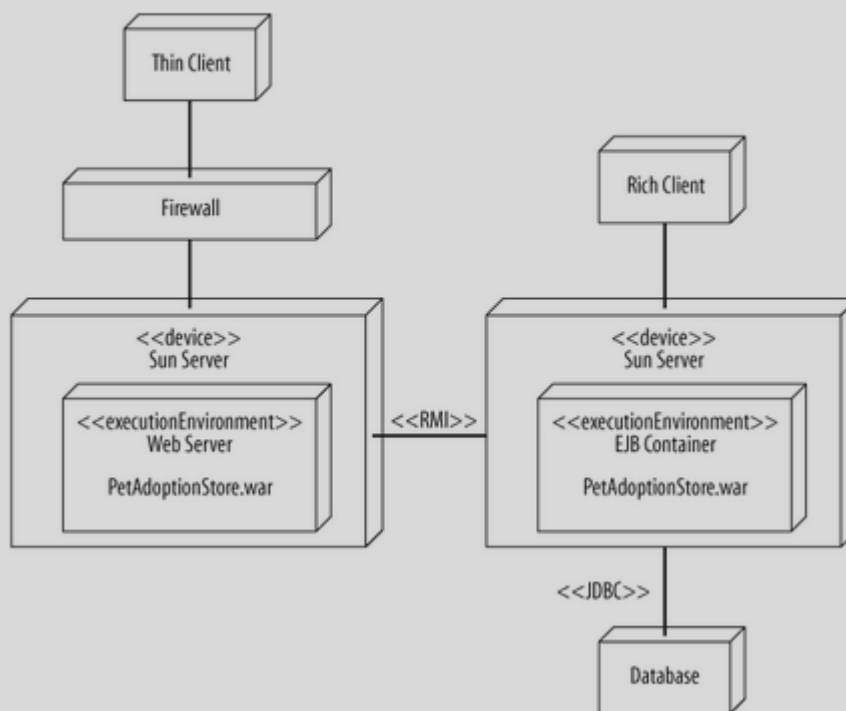 Thin Client
Firewall
Rich Client
<<device>>
Sun Server
<<executionEnvironment>>
Web Server
PetAdoptionStore.war
<<RMI>>
<<device>>
Sun Server
<<executionEnvironment>>
EJB Container
PetAdoptionStore.war
<<JDBC>>
Database